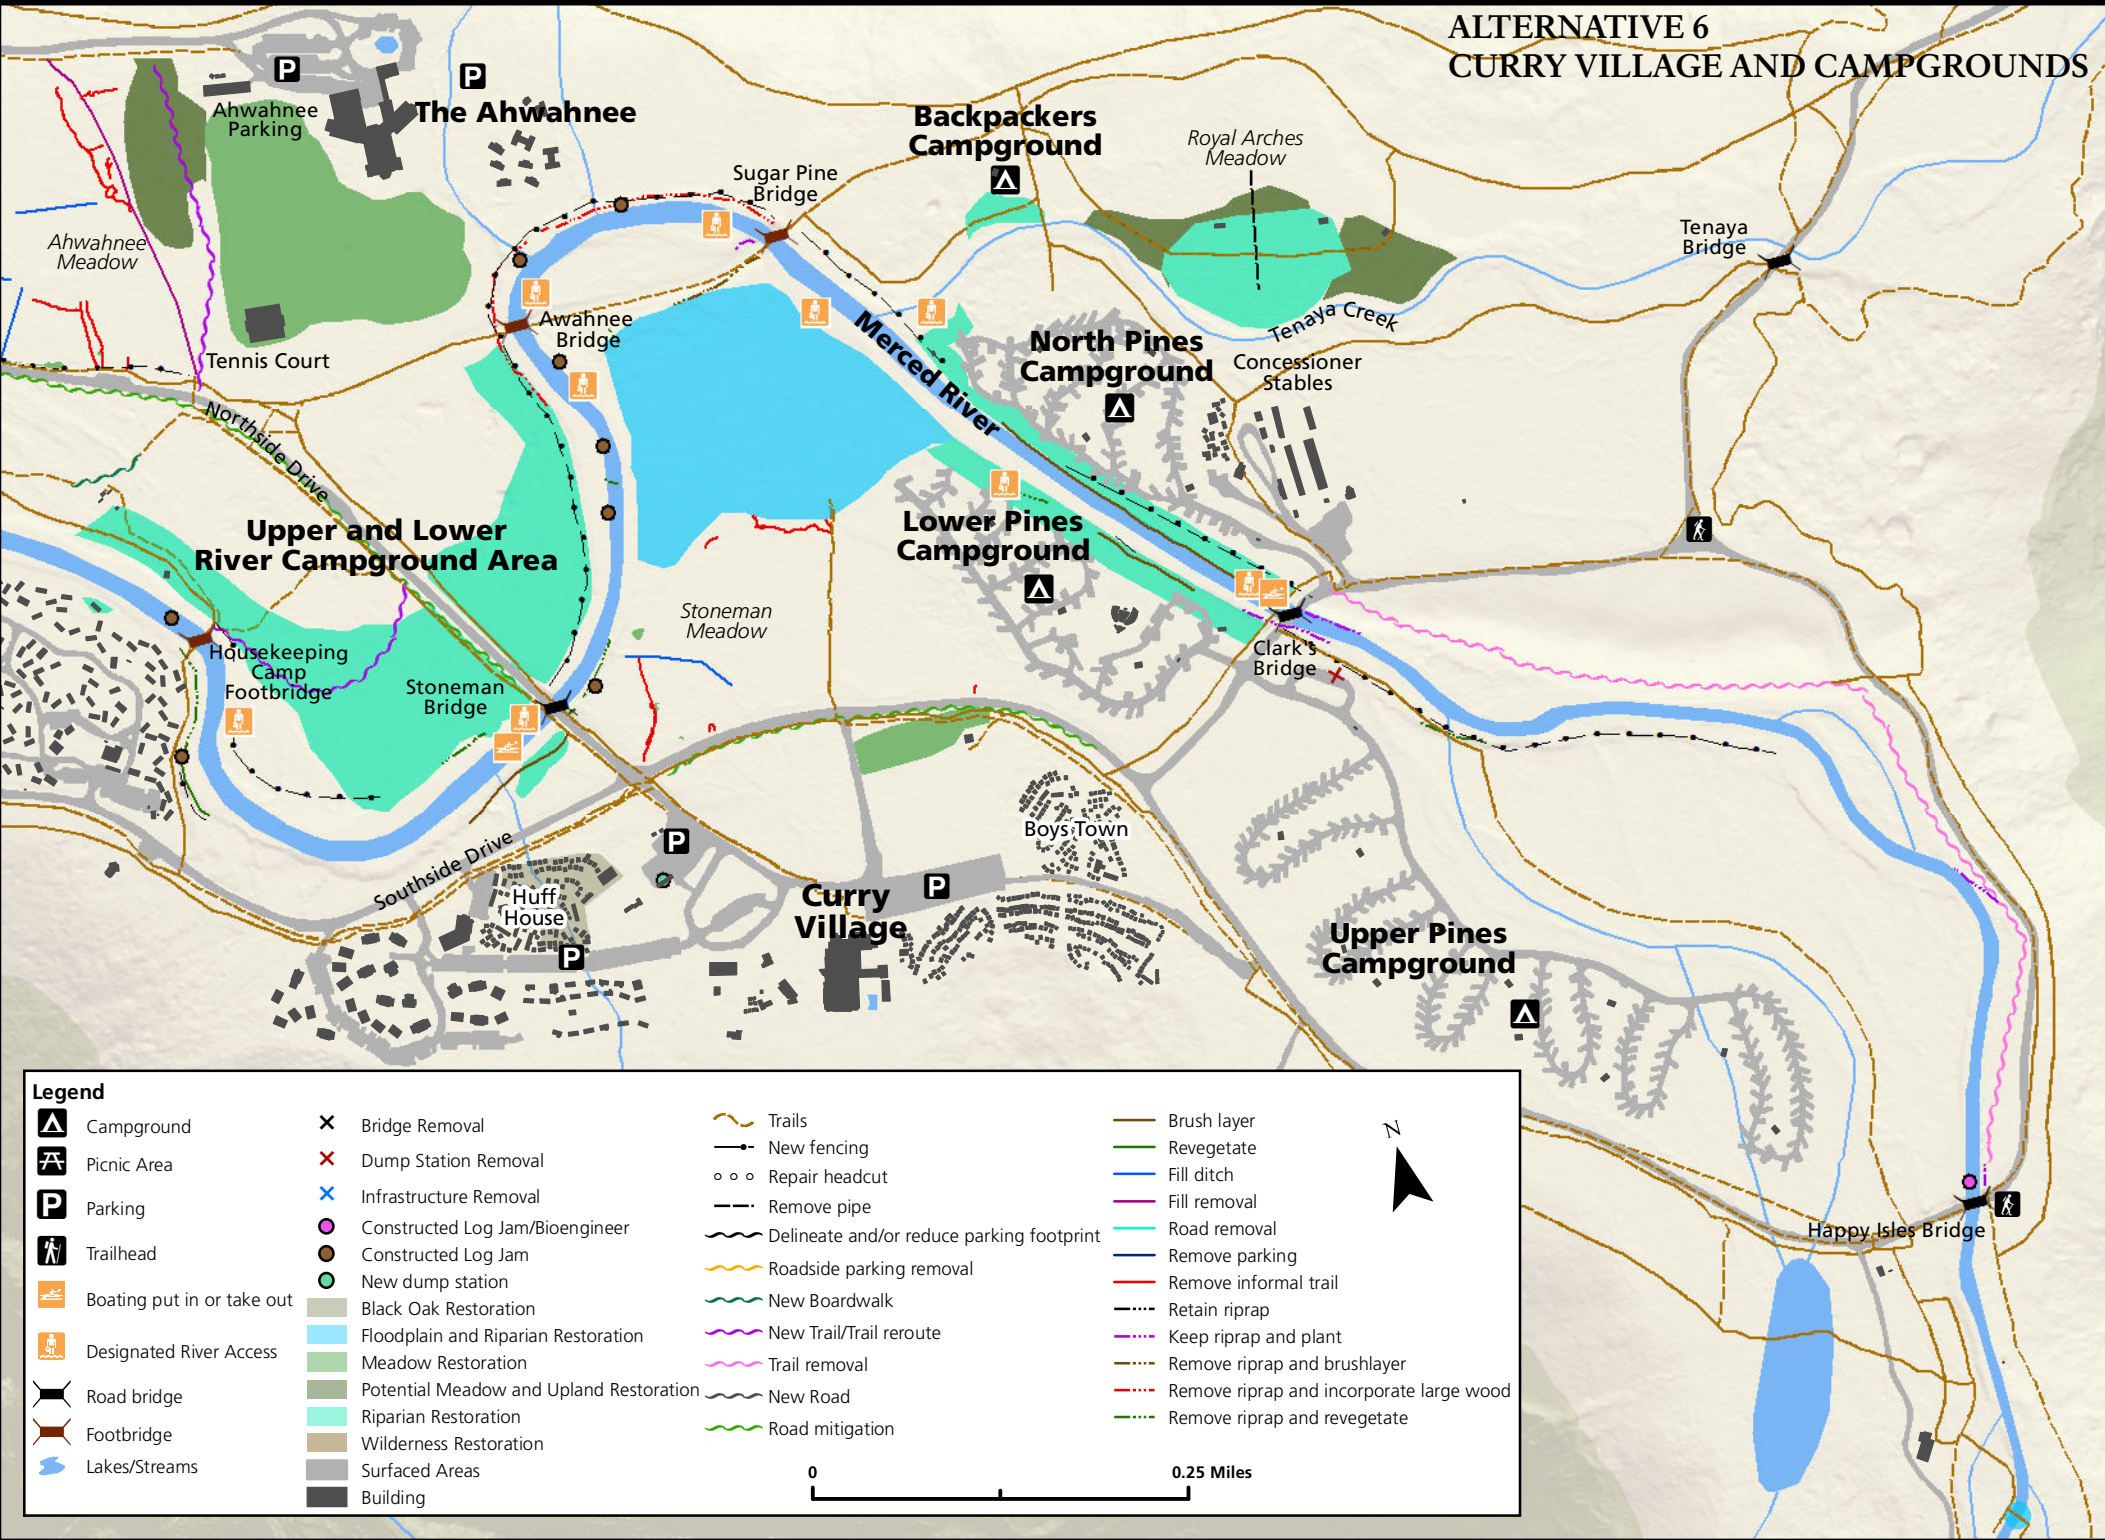 ALTERNATIVE 6
CURRY VILLAGE AND CAMPGROUNDS
P
P
Ahwahnee
Parking
The Ahwahnee
Backpackers
Campground
Royal Arches
Meadow
Sugar Pine
Bridge
Tenaya
Bridge
Ahwahnee
Meadow
Awahnee
Bridge
Merced River
Tenaya Creek
North Pines
Campground
Concessioner
Stables
Tennis Court
Northside Drive
Upper and Lower
River Campground Area
Lower Pines
Campground
Stoneman
Meadow
Housekeeping
Camp
Footbridge
Stoneman
Bridge
Clark's
Bridge
Southside Drive
P
Boys Town
Huff
House
P
Curry
Village
P
Upper Pines
Campground
Happy Isles Bridge
Legend
Campground
Picnic Area
P
Parking
Trailhead
Boating put in or take out
Designated River Access
Road bridge
Footbridge
Lakes/Streams
Bridge Removal
Dump Station Removal
Infrastructure Removal
Constructed Log Jam/Bioengineer
Constructed Log Jam
New dump station
Black Oak Restoration
Floodplain and Riparian Restoration
Meadow Restoration
Potential Meadow and Upland Restoration
Riparian Restoration
Wilderness Restoration
Surfaced Areas
Building
Trails
New fencing
Repair headcut
Remove pipe
Delineate and/or reduce parking footprint
Roadside parking removal
New Boardwalk
New Trail/Trail reroute
Trail removal
New Road
Road mitigation
Brush layer
Revegetate
Fill ditch
Fill removal
Road removal
Remove parking
Remove informal trail
Retain riprap
Keep riprap and plant
Remove riprap and brushlayer
Remove riprap and incorporate large wood
Remove riprap and revegetate
N
0
0.25 Miles